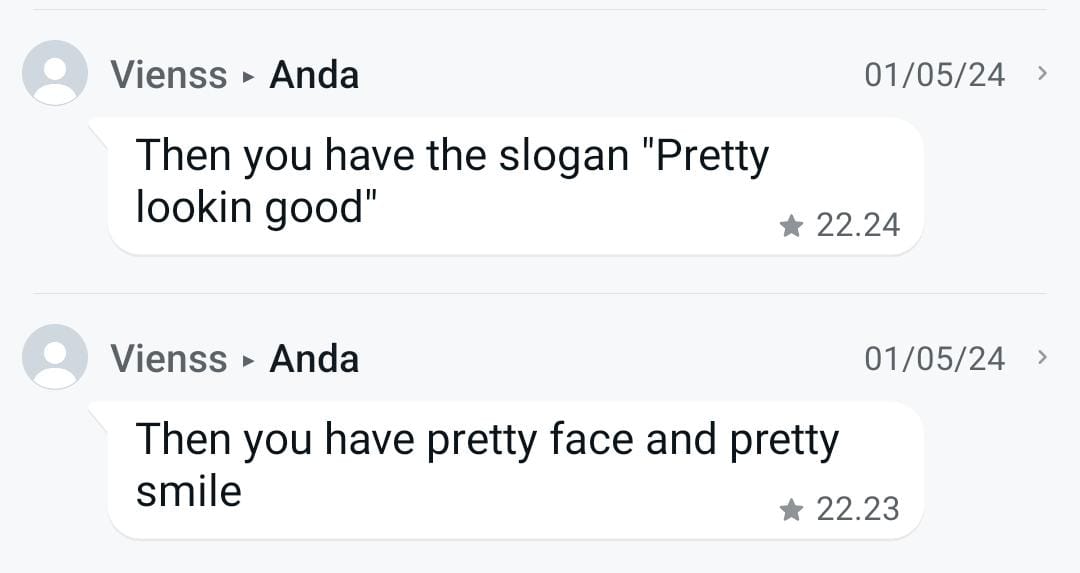 Vienss ▸ Anda 01/05/24 ›
Then you have the slogan "Pretty
lookin good"
★ 22.24
Vienss ▸ Anda 01/05/24 ›
Then you have pretty face and pretty
smile
★ 22.23